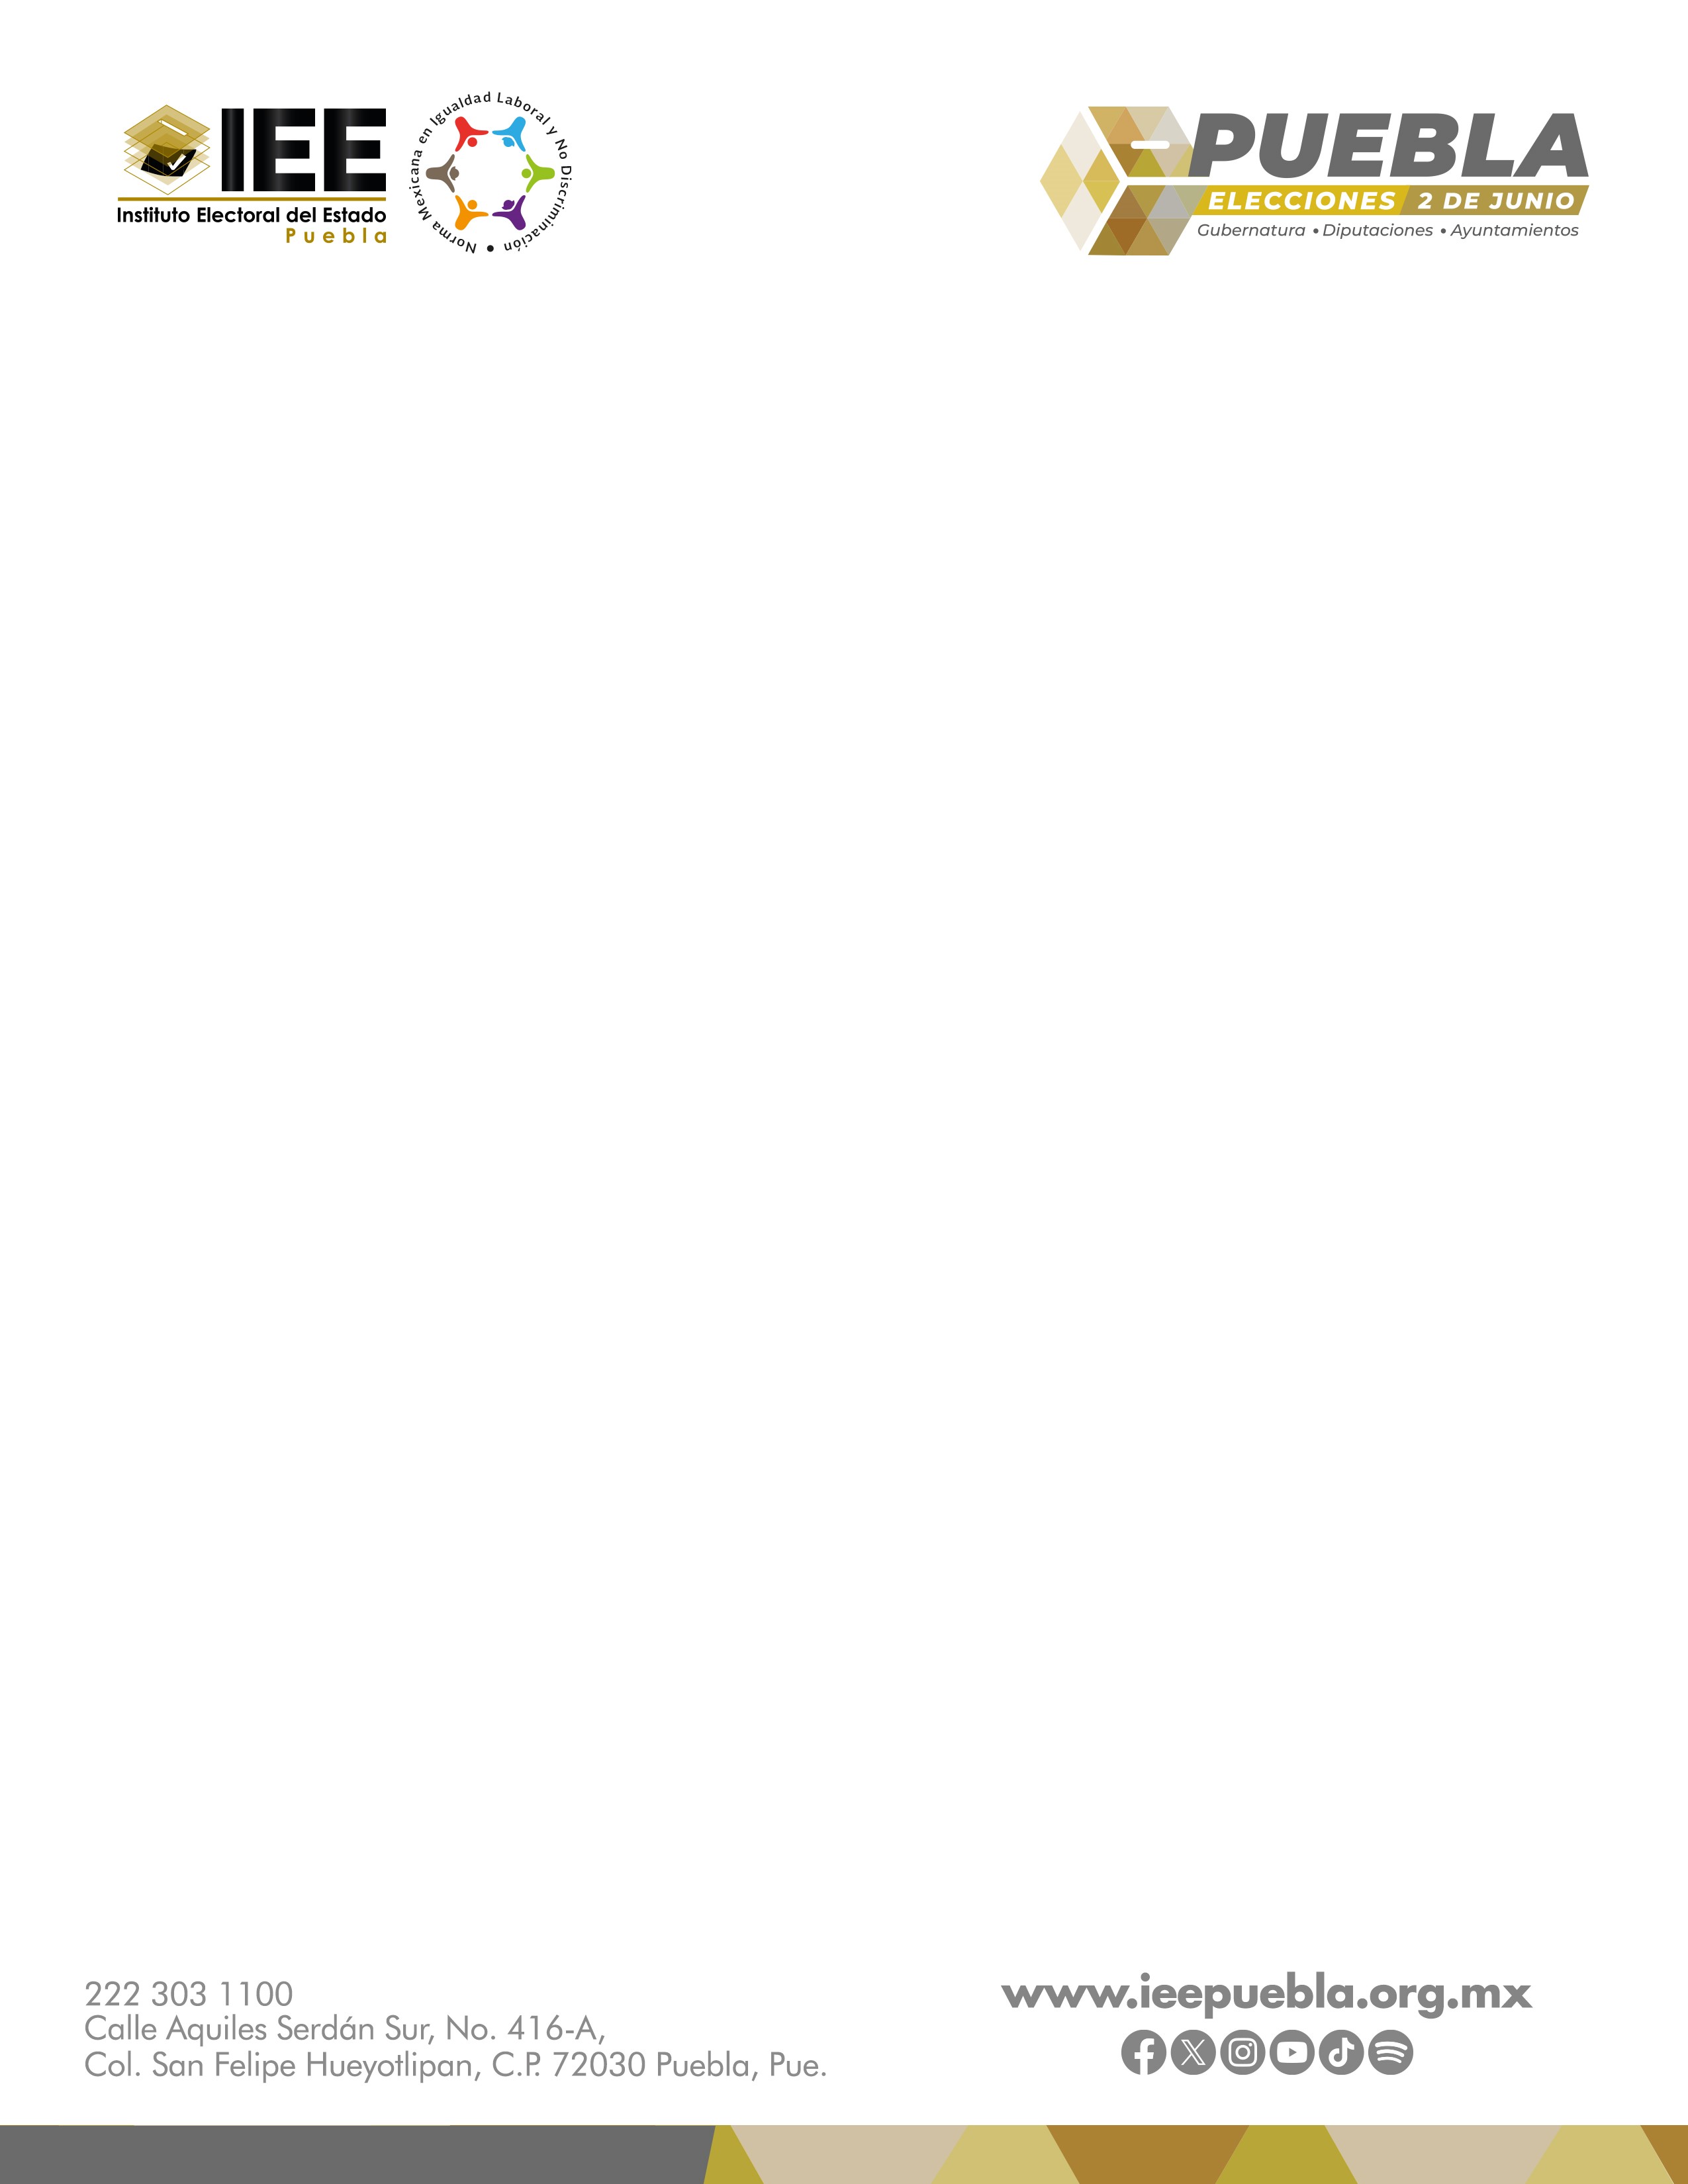 IEE
Instituto Electoral del Estado
Puebla
Norma Mexicana en Igualdad Laboral y No Discriminación •
PUEBLA
ELECCIONES 2 DE JUNIO
Gubernatura • Diputaciones • Ayuntamientos
222 303 1100
Calle Aquiles Serdán Sur, No. 416-A,
Col. San Felipe Hueyotlipan, C.P. 72030 Puebla, Pue.
www.ieepuebla.org.mx